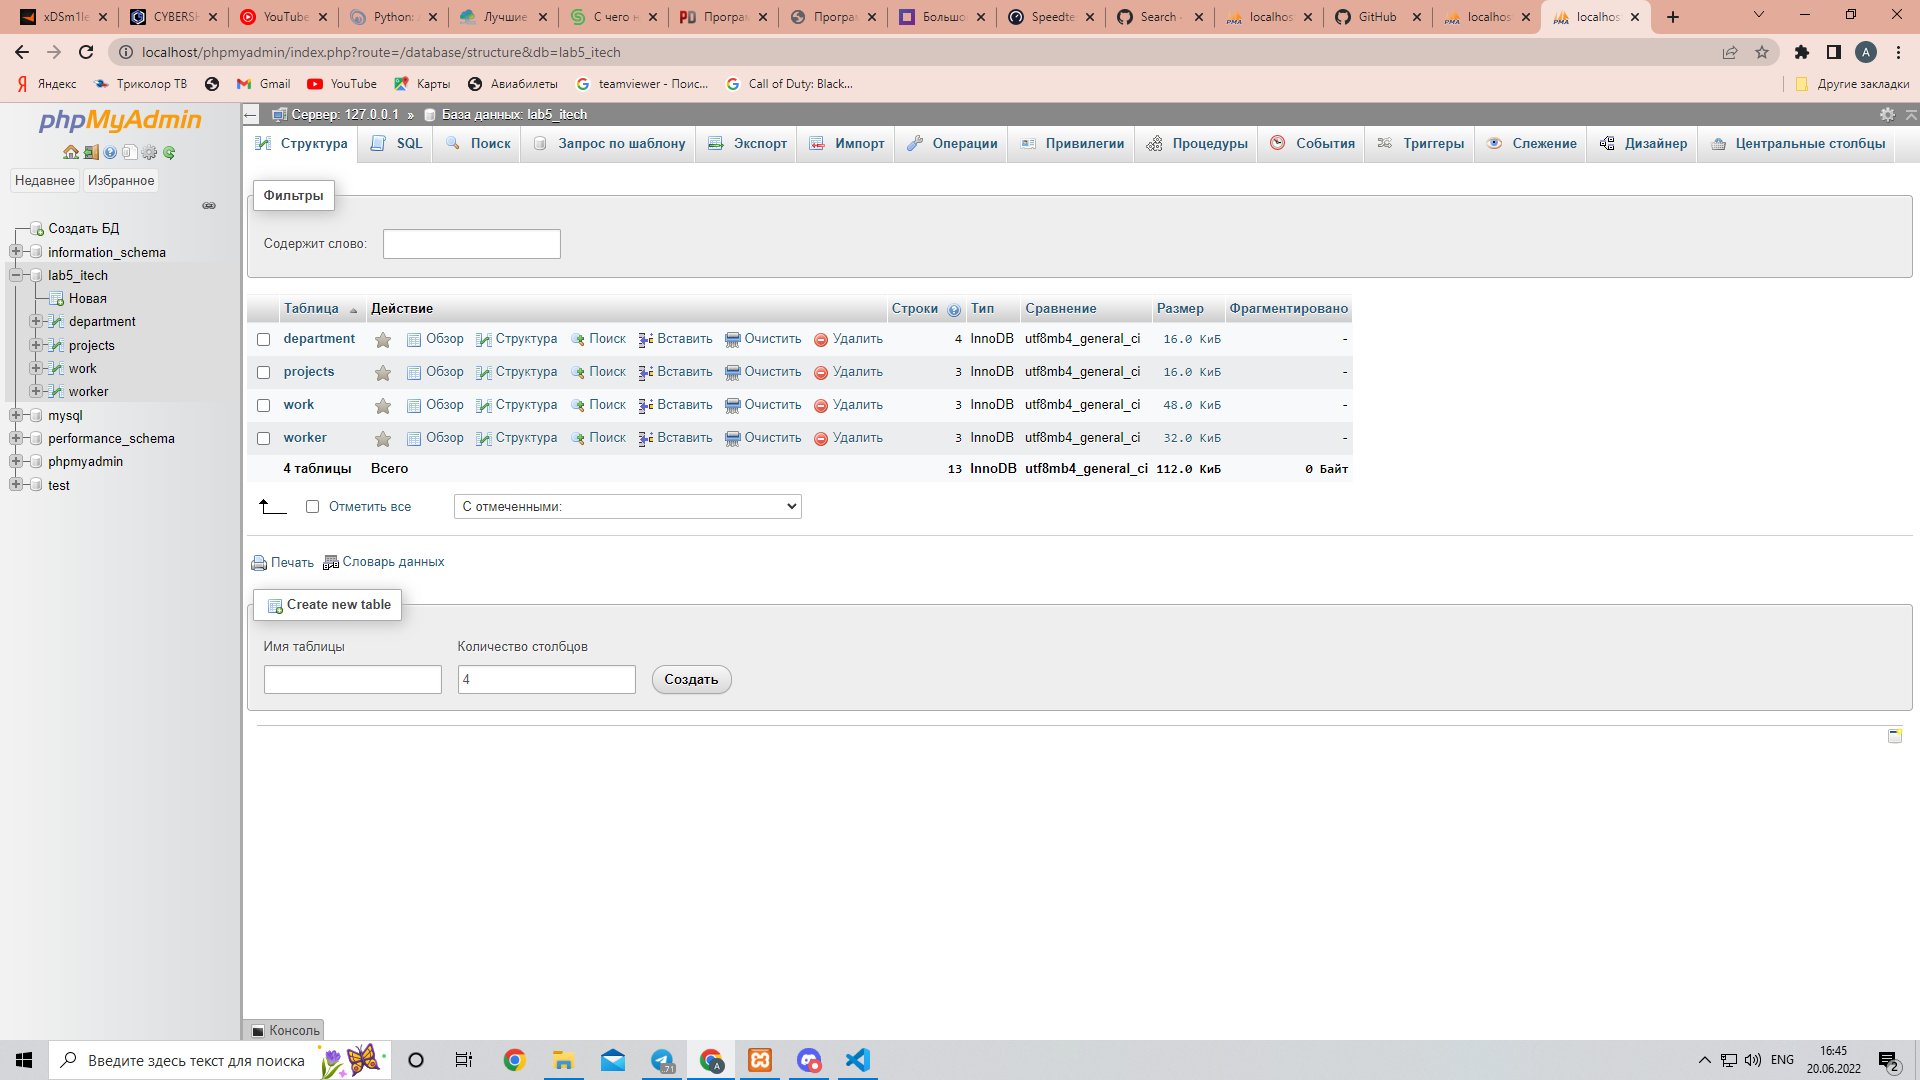 xDSm1le
CYBERSH
YouTube
Python:
Лучшие
С чего н
Програм
Програм
Большо
Speedte
Search
localhos
GitHub
localhos
localhos
localhost/phpmyadmin/index.php?route=/database/structure&db=lab5_itech
A
Яндекс
Триколор ТВ
Gmail
YouTube
Карты
Авиабилеты
teamviewer - Поис...
Call of Duty: Black...
Другие закладки
phpMyAdmin
Недавнее Избранное
Создать БД
information_schema
lab5_itech
Новая
department
projects
work
worker
mysql
performance_schema
phpmyadmin
test
Сервер: 127.0.0.1 » База данных: lab5_itech
Структура SQL Поиск Запрос по шаблону Экспорт Импорт Операции Привилегии Процедуры События Триггеры Слежение Дизайнер Центральные столбцы
Фильтры
Содержит слово:
Таблица Действие Строки Тип Сравнение Размер Фрагментировано
department Обзор Структура Поиск Вставить Очистить Удалить 4 InnoDB utf8mb4_general_ci 16.0 КиБ -
projects Обзор Структура Поиск Вставить Очистить Удалить 3 InnoDB utf8mb4_general_ci 16.0 КиБ -
work Обзор Структура Поиск Вставить Очистить Удалить 3 InnoDB utf8mb4_general_ci 48.0 КиБ -
worker Обзор Структура Поиск Вставить Очистить Удалить 3 InnoDB utf8mb4_general_ci 32.0 КиБ -
4 таблицы Всего 13 InnoDB utf8mb4_general_ci 112.0 КиБ 0 Байт
Отметить все С отмеченными:
Печать Словарь данных
Create new table
Имя таблицы Количество столбцов
4 Создать
Консоль
Введите здесь текст для поиска
71
A
ENG
16:45
20.06.2022
2